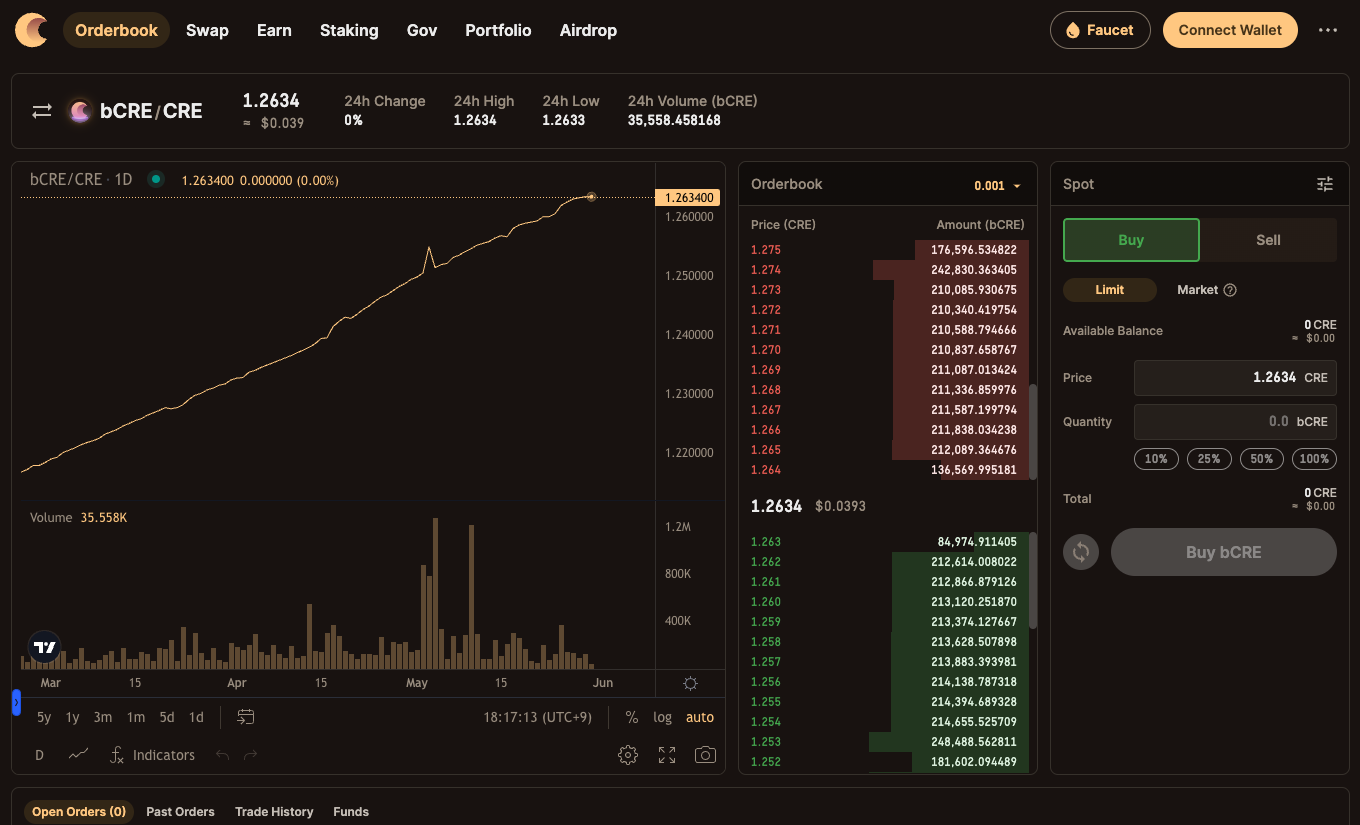 Orderbook Swap Earn Staking Gov Portfolio Airdrop Faucet Connect Wallet
bCRE/CRE
1.2634
≈ $0.039
24h Change 24h High 24h Low 24h Volume (bCRE)
0% 1.2634 1.2633 35,558.458168
bCRE/CRE · 1D 1.263400 0.000000 (0.00%)
1.263400
1.260000
1.250000
1.240000
1.230000
1.220000
Volume 35.558K
1.2M
800K
400K
Mar 15 Apr 15 May 15 Jun
5y 1y 3m 1m 5d 1d 18:17:13 (UTC+9) % log auto
D Indicators
Orderbook 0.001
Price (CRE) Amount (bCRE)
1.275 176,596.534822
1.274 242,830.363405
1.273 210,085.930675
1.272 210,340.419754
1.271 210,588.794666
1.270 210,837.658767
1.269 211,087.013424
1.268 211,336.859976
1.267 211,587.199794
1.266 211,838.034238
1.265 212,089.364676
1.264 136,569.995181
1.2634 $0.0393
1.263 84,974.911405
1.262 212,614.008022
1.261 212,866.879126
1.260 213,120.251870
1.259 213,374.127667
1.258 213,628.507898
1.257 213,883.393981
1.256 214,138.787318
1.255 214,394.689328
1.254 214,655.525709
1.253 248,488.562811
1.252 181,602.094489
Spot
Buy Sell
Limit Market ?
Available Balance 0 CRE
≈ $0.00
Price 1.2634 CRE
Quantity 0.0 bCRE
10% 25% 50% 100%
Total 0 CRE
≈ $0.00
Buy bCRE
Open Orders (0) Past Orders Trade History Funds